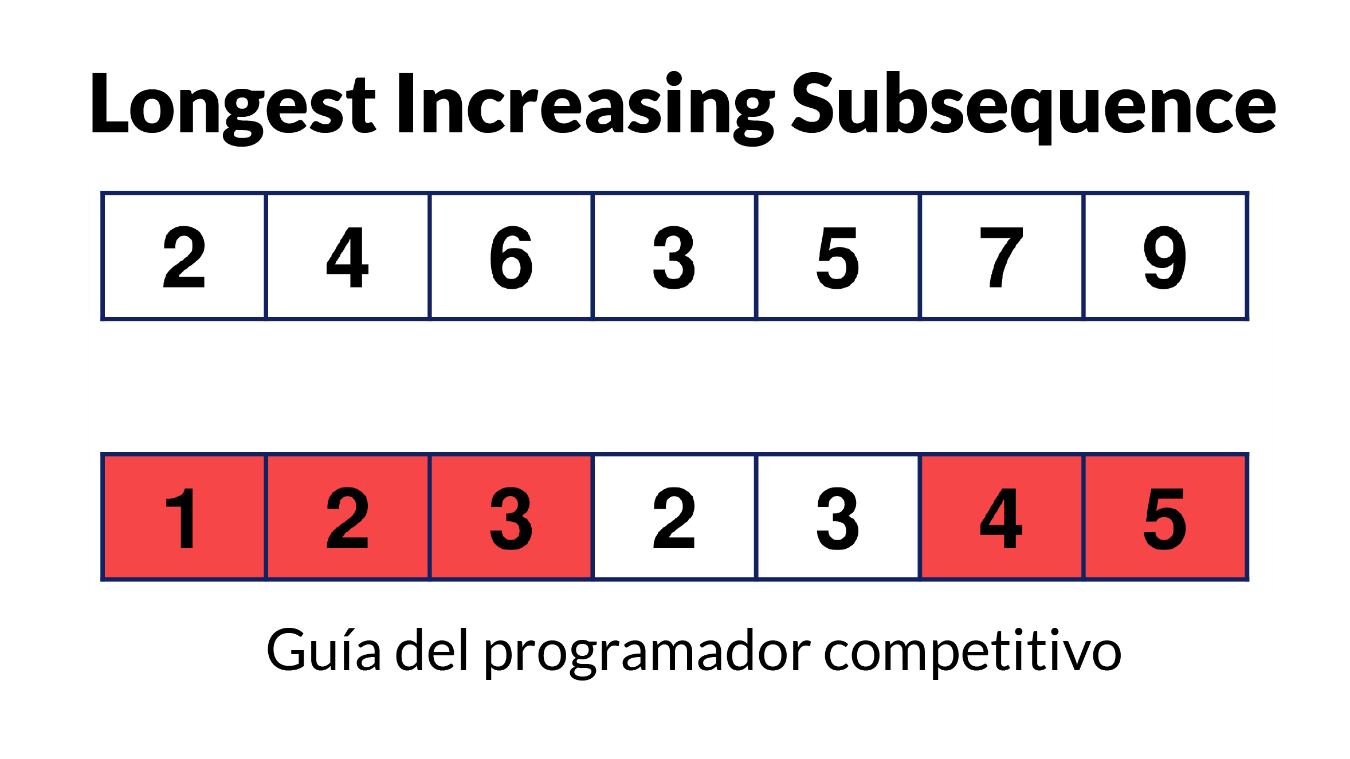 Longest Increasing Subsequence
2 4 6 3 5 7 9
1 2 3 2 3 4 5
Guía del programador competitivo